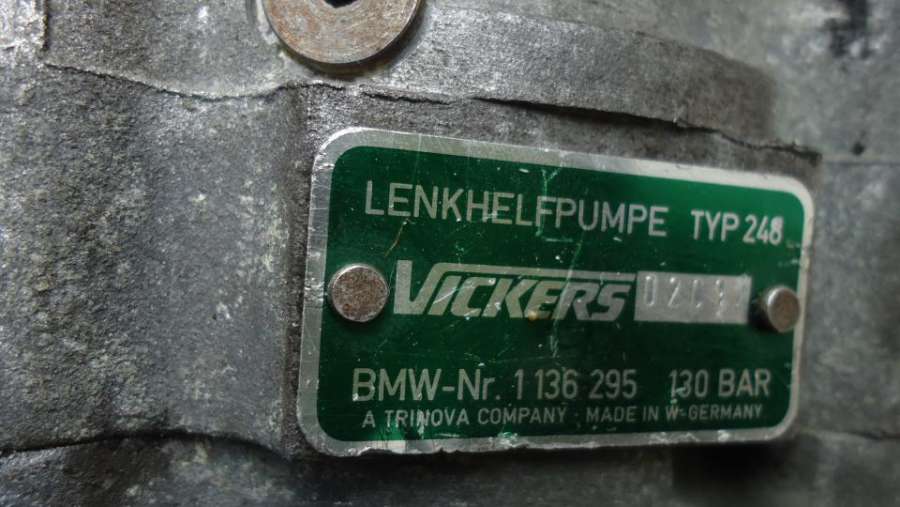 LENKHELFPUMPE TYP 248
VICKERS
BMW-Nr. 1 136 295 130 BAR
A TRINOVA COMPANY · MADE IN W-GERMANY